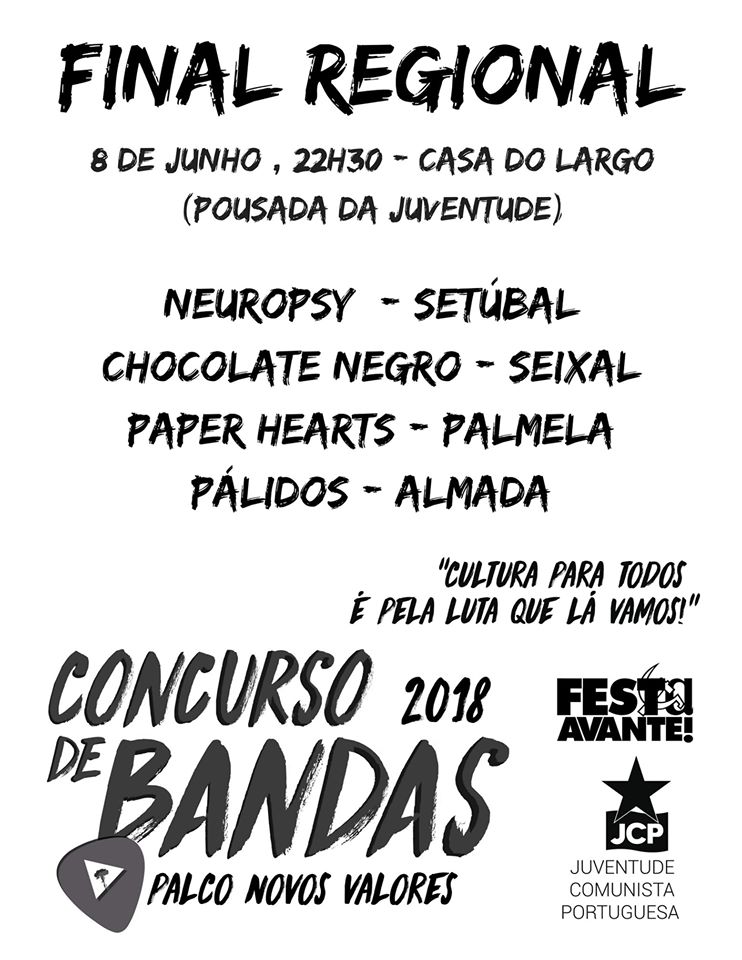 FINAL REGIONAL
8 DE JUNHO , 22H30 - CASA DO LARGO
(POUSADA DA JUVENTUDE)
NEUROPSY - SETÚBAL
CHOCOLATE NEGRO - SEIXAL
PAPER HEARTS - PALMELA
PÁLIDOS - ALMADA
"CULTURA PARA TODOS
É PELA LUTA QUE LÁ VAMOS!"
CONCURSO 2018
DE BANDAS
PALCO NOVOS VALORES
FESTA
AVANTE!
JCP
JUVENTUDE
COMUNISTA
PORTUGUESA